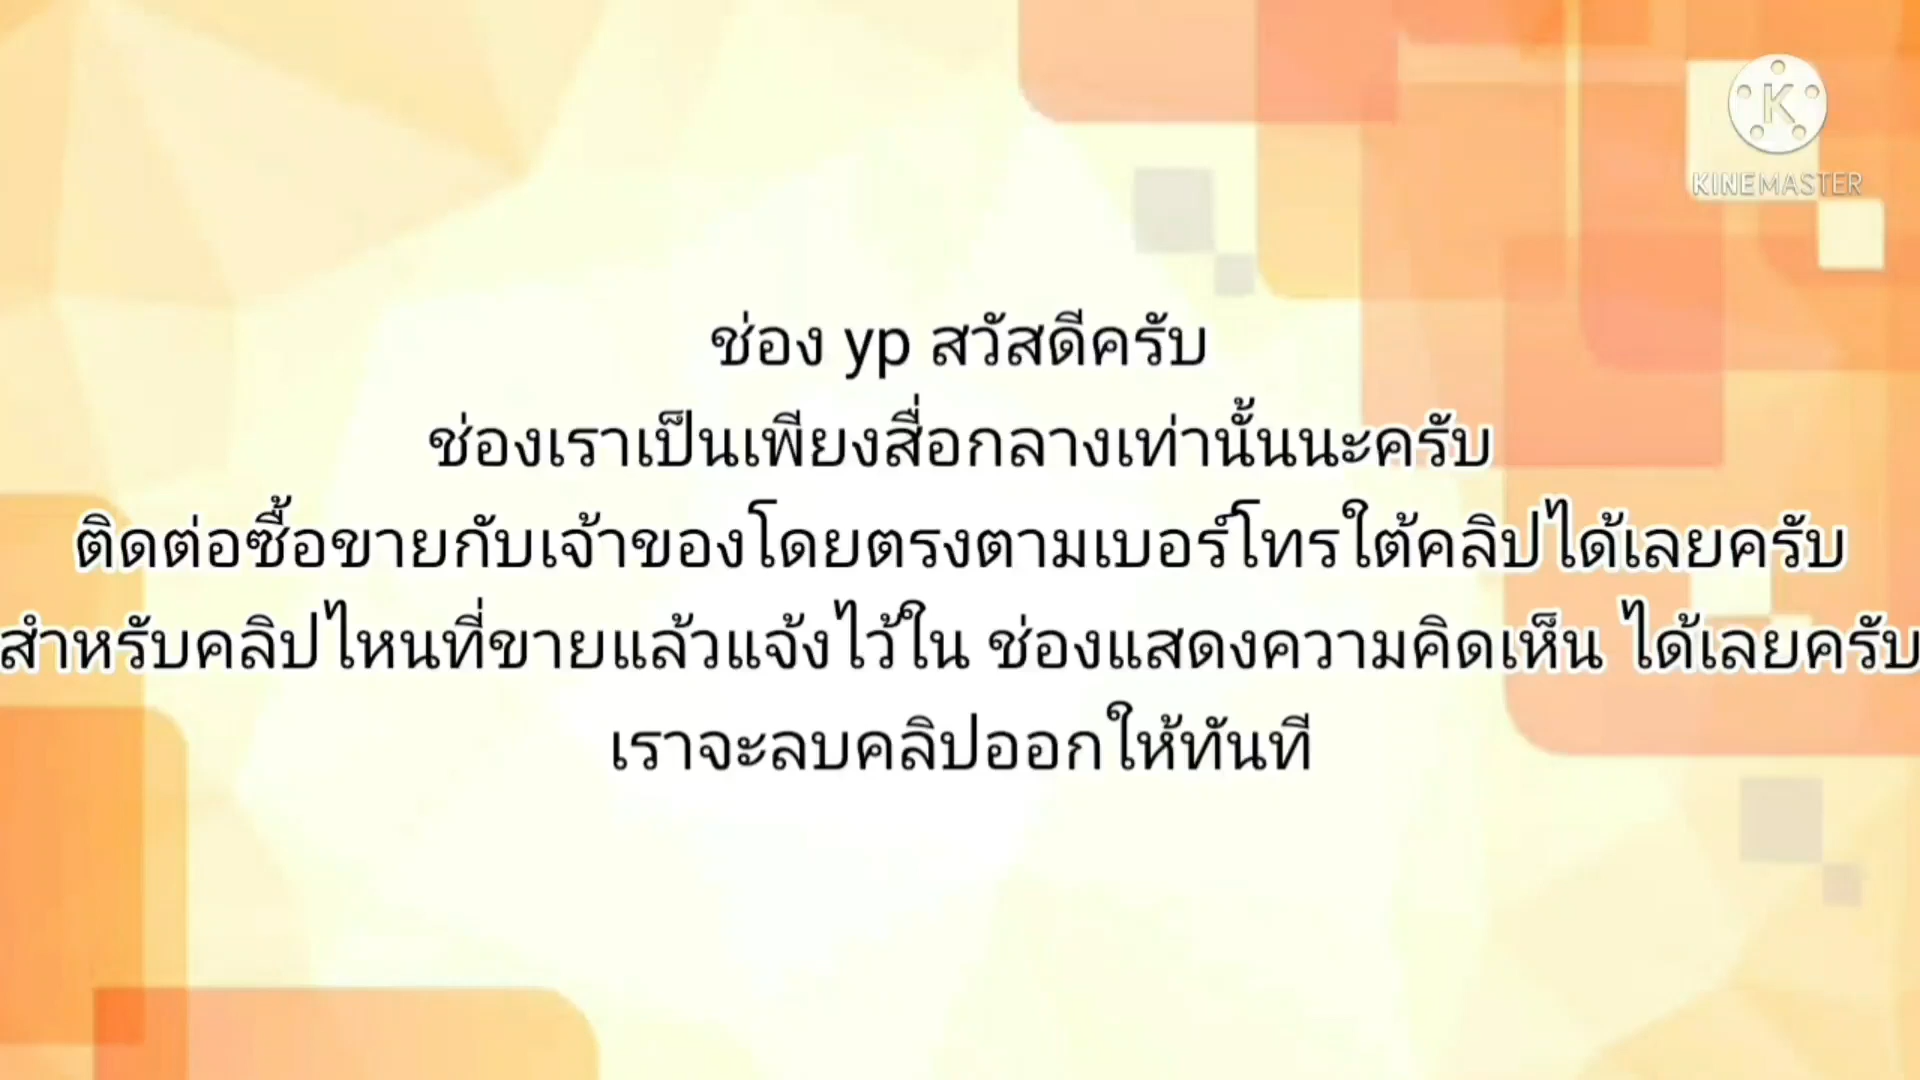 KINEMASTER
ช่อง yp สวัสดีครับ
ช่องเราเป็นเพียงสื่อกลางเท่านั้นนะครับ
ติดต่อซื้อขายกับเจ้าของโดยตรงตามเบอร์โทรใต้คลิปได้เลยครับ
สำหรับคลิปไหนที่ขายแล้วแจ้งไว้ใน ช่องแสดงความคิดเห็น ได้เลยครับ
เราจะลบคลิปออกให้ทันที